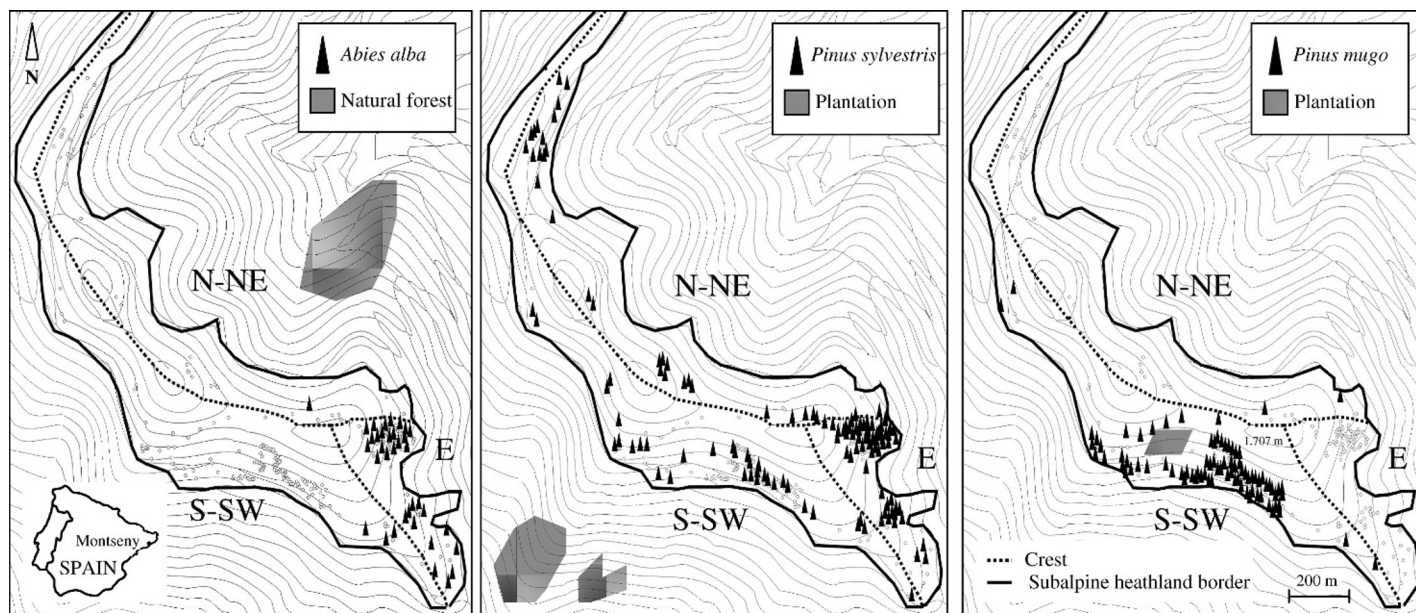 N
Abies alba
Natural forest
N-NE
E
S-SW
Montseny
SPAIN
Pinus sylvestris
Plantation
N-NE
E
S-SW
Pinus mugo
Plantation
N-NE
1.707 m
E
S-SW
Crest
Subalpine heathland border
200 m